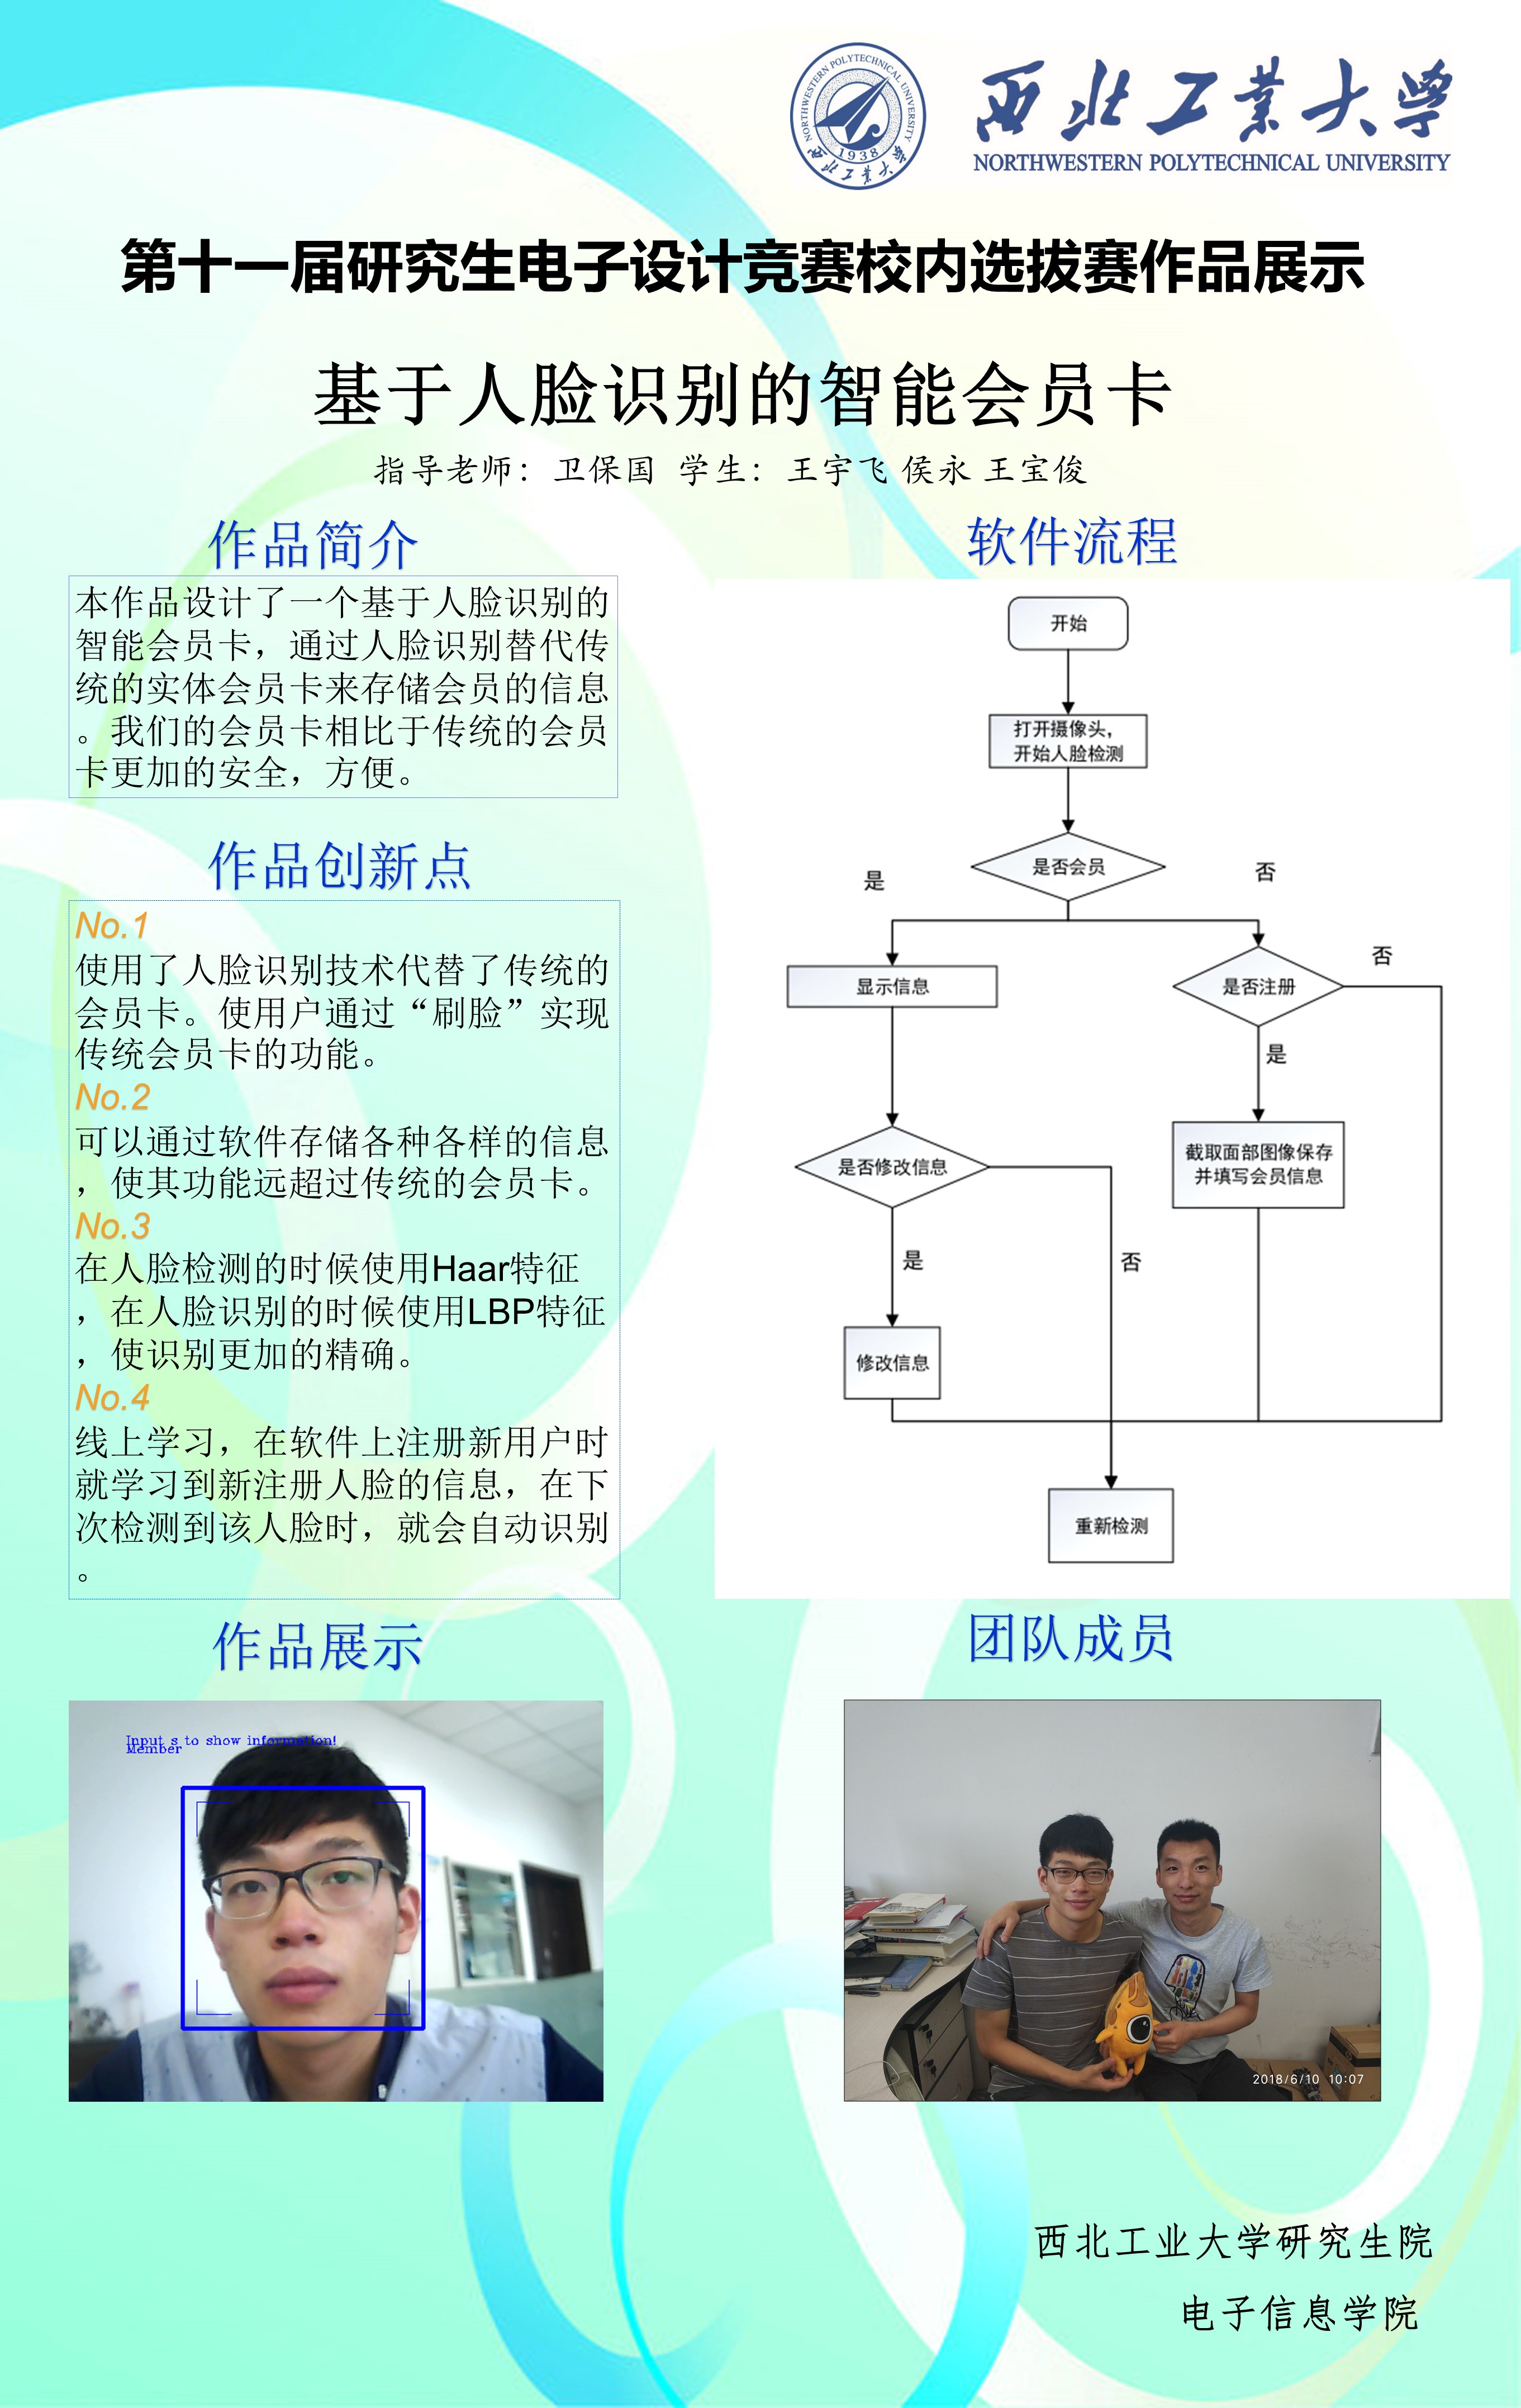 NORTHWESTERN POLYTECHNICAL UNIVERSITY
1938
西北工业大学
西北工业大学
NORTHWESTERN POLYTECHNICAL UNIVERSITY
第十一届研究生电子设计竞赛校内选拔赛作品展示
基于人脸识别的智能会员卡
指导老师：卫保国 学生：王宇飞 侯永 王宝俊
作品简介
本作品设计了一个基于人脸识别的
智能会员卡，通过人脸识别替代传
统的实体会员卡来存储会员的信息
。我们的会员卡相比于传统的会员
卡更加的安全，方便。
作品创新点
No.1
使用了人脸识别技术代替了传统的
会员卡。使用户通过“刷脸”实现
传统会员卡的功能。
No.2
可以通过软件存储各种各样的信息
，使其功能远超过传统的会员卡。
No.3
在人脸检测的时候使用Haar特征
，在人脸识别的时候使用LBP特征
，使识别更加的精确。
No.4
线上学习，在软件上注册新用户时
就学习到新注册人脸的信息，在下
次检测到该人脸时，就会自动识别
。
软件流程
开始
打开摄像头，
开始人脸检测
是否会员
是
否
显示信息
是否注册
否
是
是否修改信息
截取面部图像保存
并填写会员信息
是
否
修改信息
重新检测
作品展示
Input s to show information!
Member
团队成员
2018/6/10 10:07
西北工业大学研究生院
电子信息学院